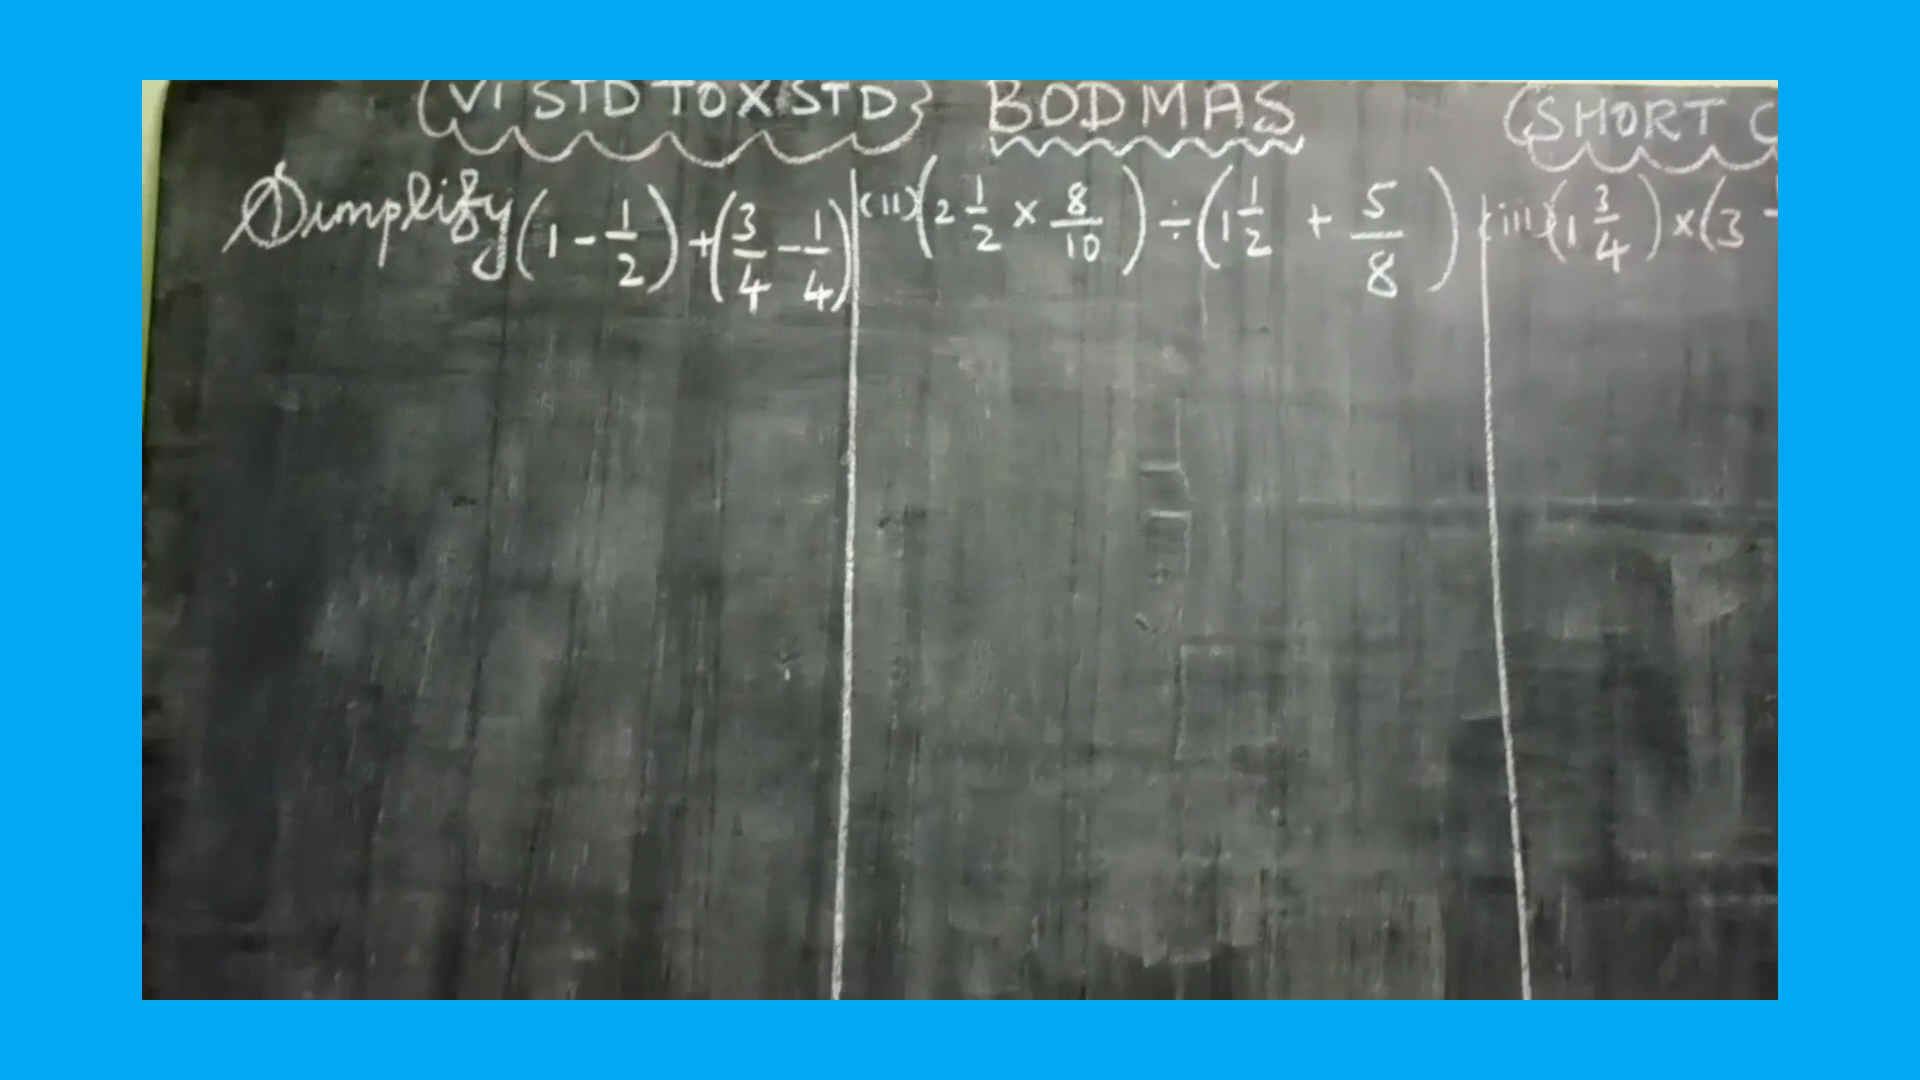 (VI STD TO X STD) BODMAS (SHORT C
Simplify (1 - 1/2) + (3/4 - 1/4) (ii) (2 1/2 × 8/10) ÷ (1 1/2 + 5/8) (iii) (1 3/4) × (3 -